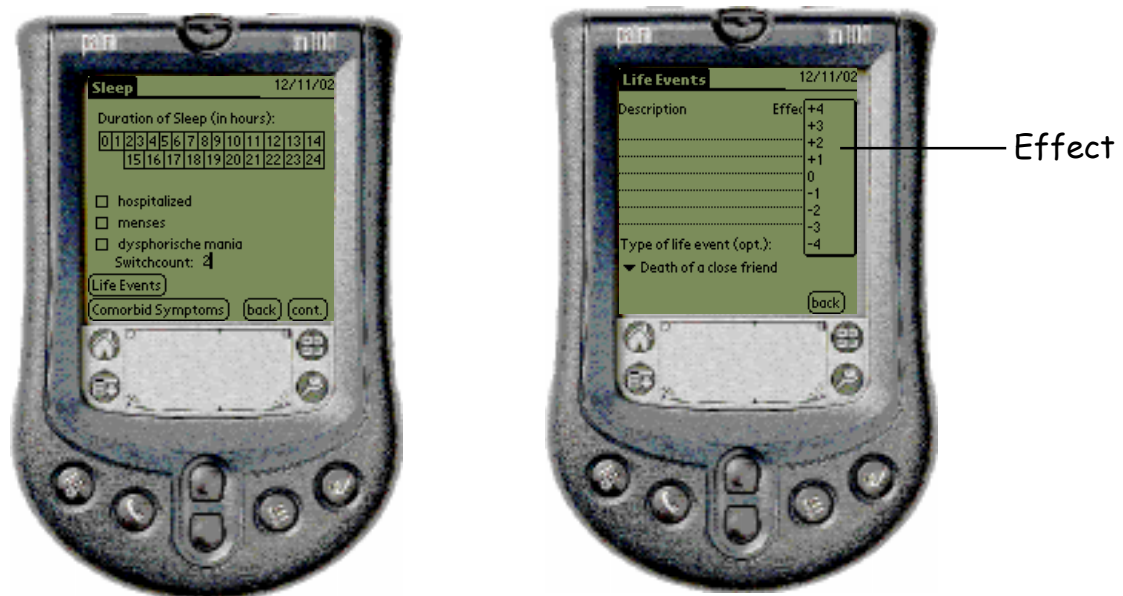 palm m100
Sleep 12/11/02
Duration of Sleep (in hours):
0 1 2 3 4 5 6 7 8 9 10 11 12 13 14
15 16 17 18 19 20 21 22 23 24
hospitalized
menses
dysphorische mania
Switchcount: 2
Life Events
Comorbid Symptoms back cont.
palm m100
Life Events 12/11/02
Description Effec
+4
+3
+2
+1
0
-1
-2
-3
-4
Type of life event (opt.):
Death of a close friend
back
Effect